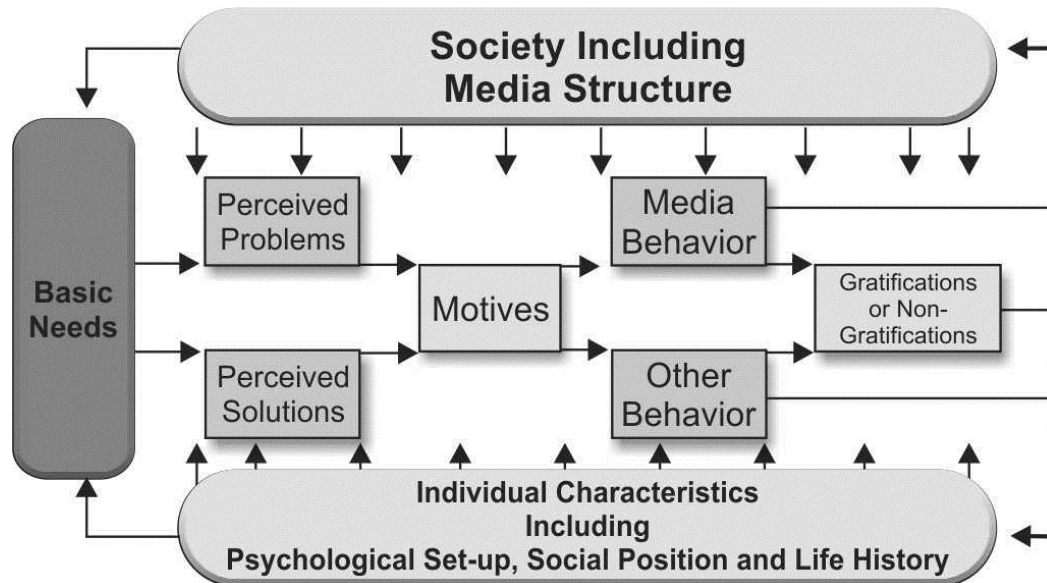 Society Including
Media Structure
Perceived
Problems
Media
Behavior
Basic
Needs
Motives
Gratifications
or Non-
Gratifications
Perceived
Solutions
Other
Behavior
Individual Characteristics
Including
Psychological Set-up, Social Position and Life History